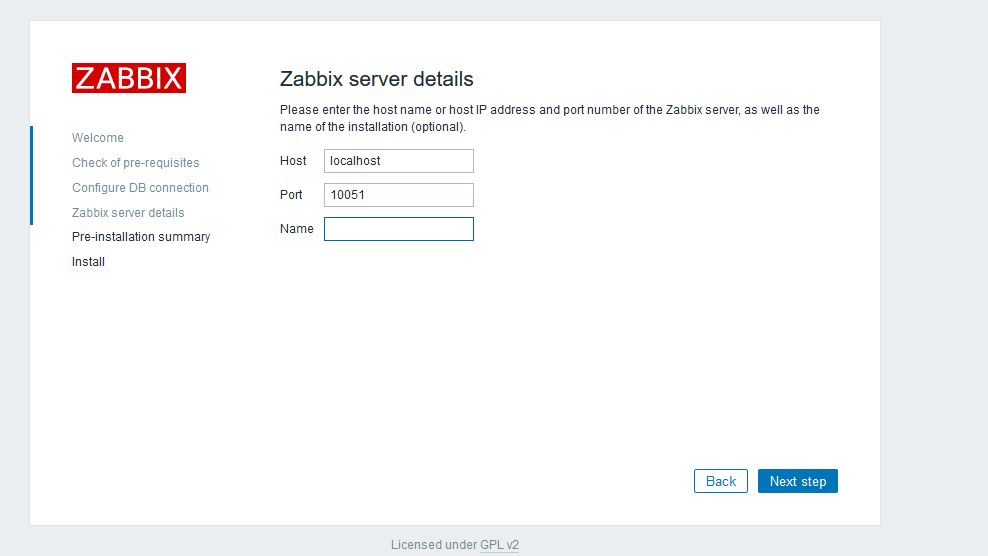 ZABBIX
Welcome
Check of pre-requisites
Configure DB connection
Zabbix server details
Pre-installation summary
Install
Zabbix server details
Please enter the host name or host IP address and port number of the Zabbix server, as well as the
name of the installation (optional).
Host localhost
Port 10051
Name
Back Next step
Licensed under GPL v2